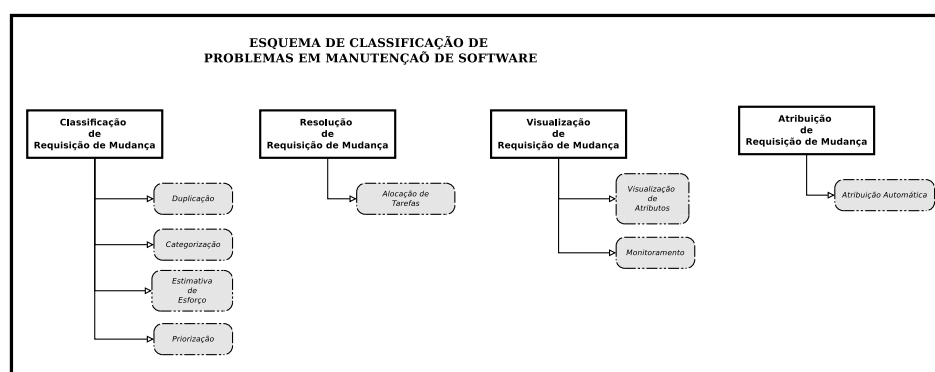 ESQUEMA DE CLASSIFICAÇÃO DE
PROBLEMAS EM MANUTENÇAÕ DE SOFTWARE
Classificação
de
Requisição de Mudança
Duplicação
Categorização
Estimativa
de
Esforço
Priorização
Resolução
de
Requisição de Mudança
Alocação de
Tarefas
Visualização
de
Requisição de Mudança
Visualização
de
Atributos
Monitoramento
Atribuição
de
Requisição de Mudança
Atribuição Automática